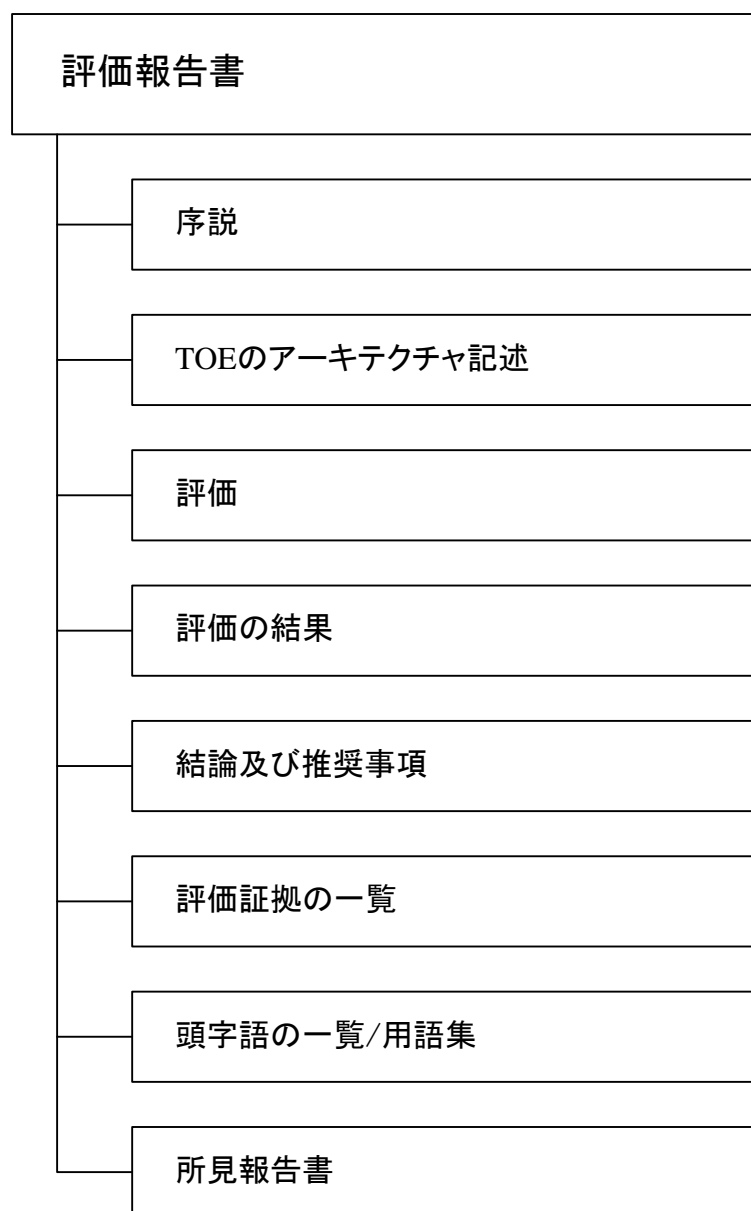 評価報告書
序説
TOEのアーキテクチャ記述
評価
評価の結果
結論及び推奨事項
評価証拠の一覧
頭字語の一覧/用語集
所見報告書